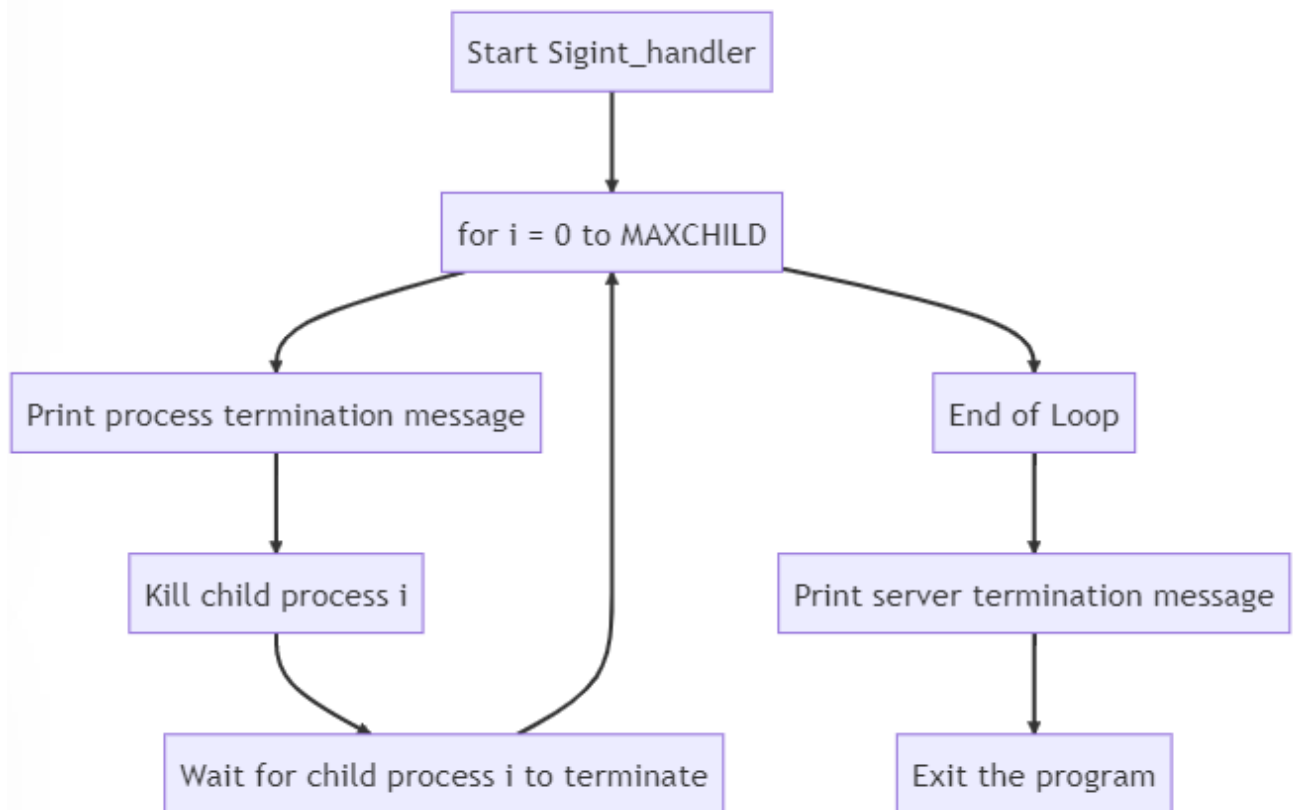 Start Sigint_handler
for i = 0 to MAXCHILD
Print process termination message
End of Loop
Kill child process i
Print server termination message
Wait for child process i to terminate
Exit the program